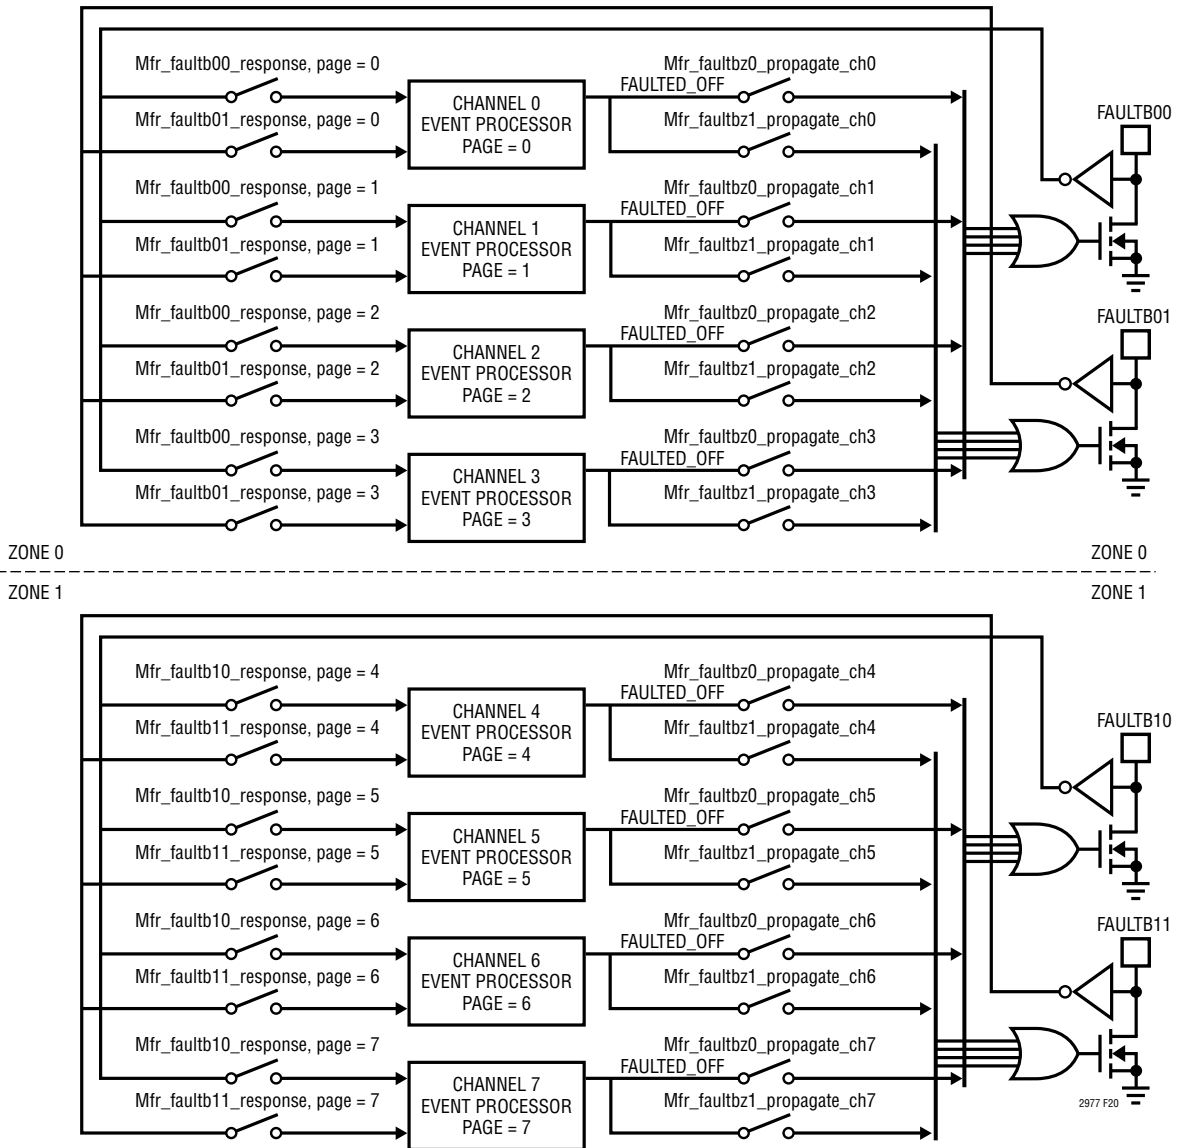 Mfr_faultb00_response, page = 0
Mfr_faultbz0_propagate_ch0
FAULTED_OFF
CHANNEL 0
EVENT PROCESSOR
PAGE = 0
FAULTB00
Mfr_faultb01_response, page = 0
Mfr_faultbz1_propagate_ch0
Mfr_faultb00_response, page = 1
Mfr_faultbz0_propagate_ch1
FAULTED_OFF
CHANNEL 1
EVENT PROCESSOR
PAGE = 1
Mfr_faultb01_response, page = 1
Mfr_faultbz1_propagate_ch1
Mfr_faultb00_response, page = 2
Mfr_faultbz0_propagate_ch2
FAULTED_OFF
FAULTB01
CHANNEL 2
EVENT PROCESSOR
PAGE = 2
Mfr_faultb01_response, page = 2
Mfr_faultbz1_propagate_ch2
Mfr_faultb00_response, page = 3
Mfr_faultbz0_propagate_ch3
FAULTED_OFF
CHANNEL 3
EVENT PROCESSOR
PAGE = 3
Mfr_faultb01_response, page = 3
Mfr_faultbz1_propagate_ch3
ZONE 0
ZONE 0
ZONE 1
ZONE 1
Mfr_faultb10_response, page = 4
Mfr_faultbz0_propagate_ch4
FAULTED_OFF
CHANNEL 4
EVENT PROCESSOR
PAGE = 4
FAULTB10
Mfr_faultb11_response, page = 4
Mfr_faultbz1_propagate_ch4
Mfr_faultb10_response, page = 5
Mfr_faultbz0_propagate_ch5
FAULTED_OFF
CHANNEL 5
EVENT PROCESSOR
PAGE = 5
Mfr_faultb11_response, page = 5
Mfr_faultbz1_propagate_ch5
Mfr_faultb10_response, page = 6
Mfr_faultbz0_propagate_ch6
FAULTED_OFF
FAULTB11
CHANNEL 6
EVENT PROCESSOR
PAGE = 6
Mfr_faultb11_response, page = 6
Mfr_faultbz1_propagate_ch6
Mfr_faultb10_response, page = 7
Mfr_faultbz0_propagate_ch7
FAULTED_OFF
CHANNEL 7
EVENT PROCESSOR
PAGE = 7
Mfr_faultb11_response, page = 7
Mfr_faultbz1_propagate_ch7
2977 F20